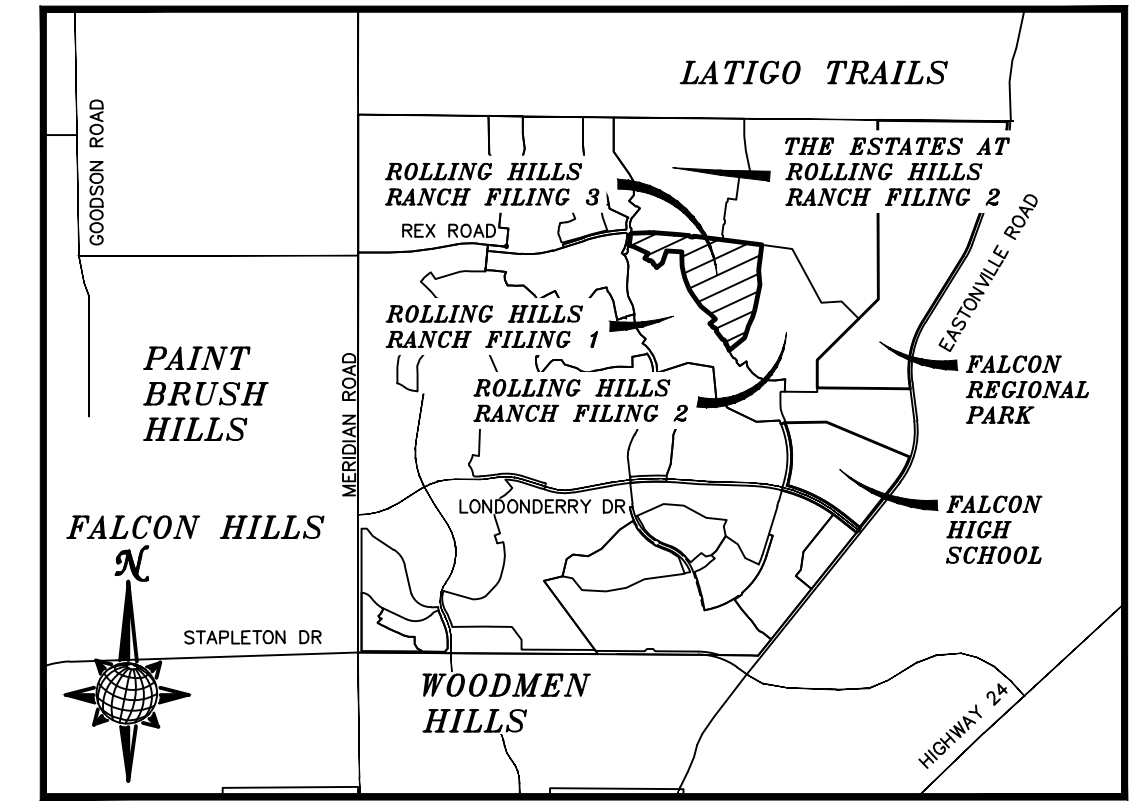 LATIGO TRAILS
GOODSON ROAD
THE ESTATES AT
ROLLING HILLS
RANCH FILING 2
ROLLING HILLS
RANCH FILING 3
REX ROAD
EASTONVILLE ROAD
ROLLING HILLS
RANCH FILING 1
PAINT
BRUSH
HILLS
MERIDIAN ROAD
FALCON
REGIONAL
PARK
ROLLING HILLS
RANCH FILING 2
LONDONDERRY DR
FALCON
HIGH
SCHOOL
FALCON HILLS
N
STAPLETON DR
WOODMEN
HILLS
HIGHWAY 24